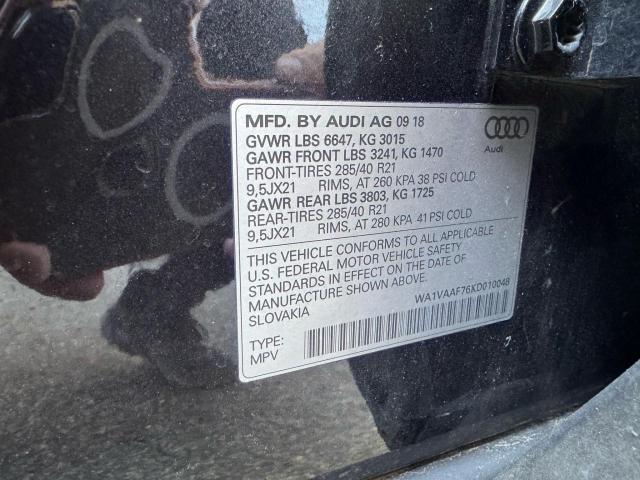 MFD. BY AUDI AG 09 18
GVWR LBS 6647, KG 3015
GAWR FRONT LBS 3241, KG 1470
FRONT-TIRES 285/40 R21
9,5JX21 RIMS, AT 260 KPA 38 PSI COLD
GAWR REAR LBS 3803, KG 1725
REAR-TIRES 285/40 R21
9,5JX21 RIMS, AT 280 KPA 41 PSI COLD
Audi
THIS VEHICLE CONFORMS TO ALL APPLICABLE
U.S. FEDERAL MOTOR VEHICLE SAFETY
STANDARDS IN EFFECT ON THE DATE OF
MANUFACTURE SHOWN ABOVE.
SLOVAKIA
WA1VAAF76KD010048
TYPE:
MPV